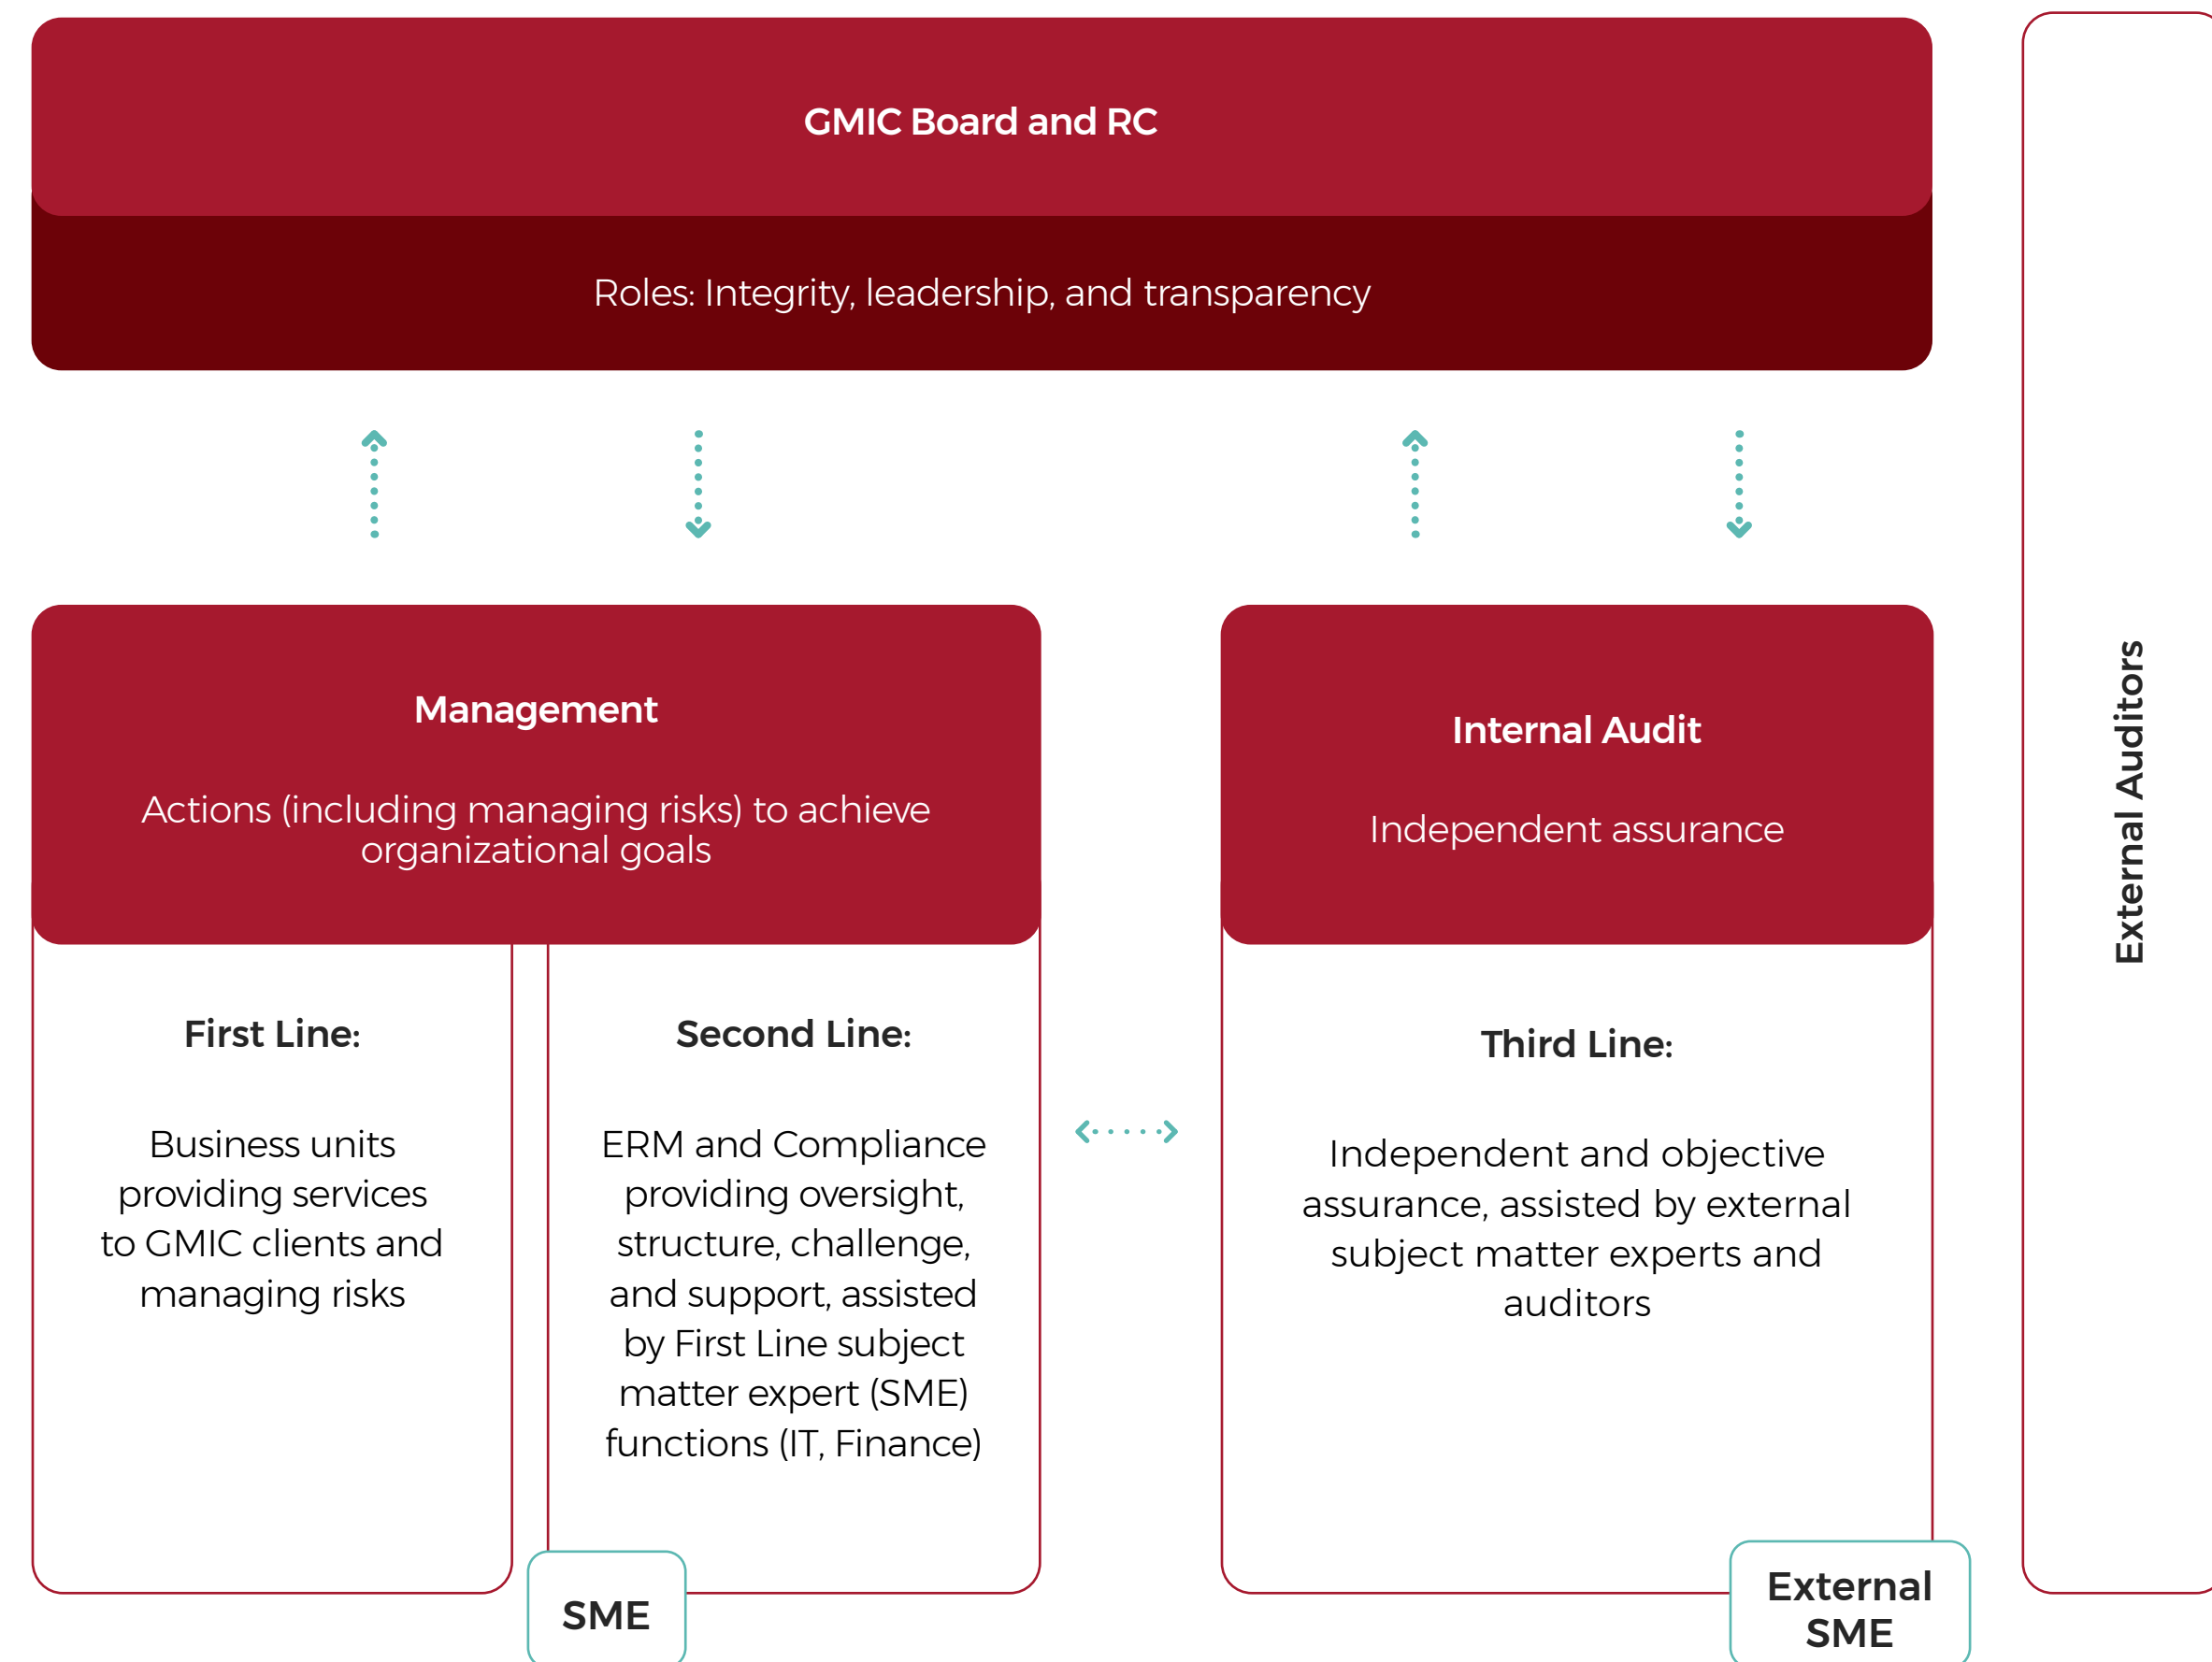 GMIC Board and RC
Roles: Integrity, leadership, and transparency
Management
Actions (including managing risks) to achieve
organizational goals
First Line:
Business units
providing services
to GMIC clients and
managing risks
Second Line:
ERM and Compliance
providing oversight,
structure, challenge,
and support, assisted
by First Line subject
matter expert (SME)
functions (IT, Finance)
SME
Internal Audit
Independent assurance
Third Line:
Independent and objective
assurance, assisted by external
subject matter experts and
auditors
External
SME
External Auditors